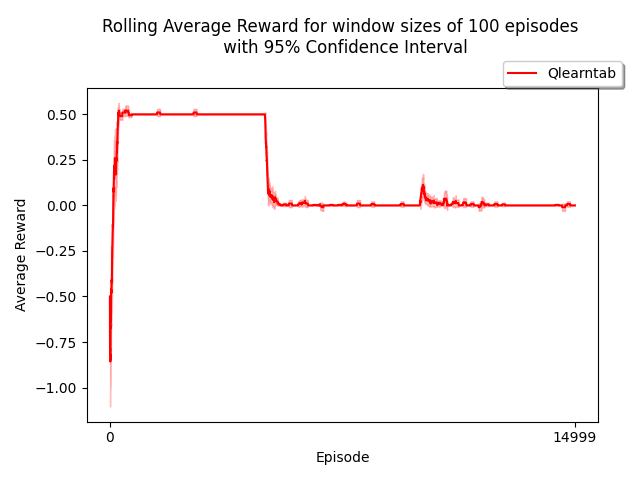 Rolling Average Reward for window sizes of 100 episodes
with 95% Confidence Interval
Qlearntab
0.50
0.25
0.00
−0.25
−0.50
−0.75
−1.00
Average Reward
0
14999
Episode